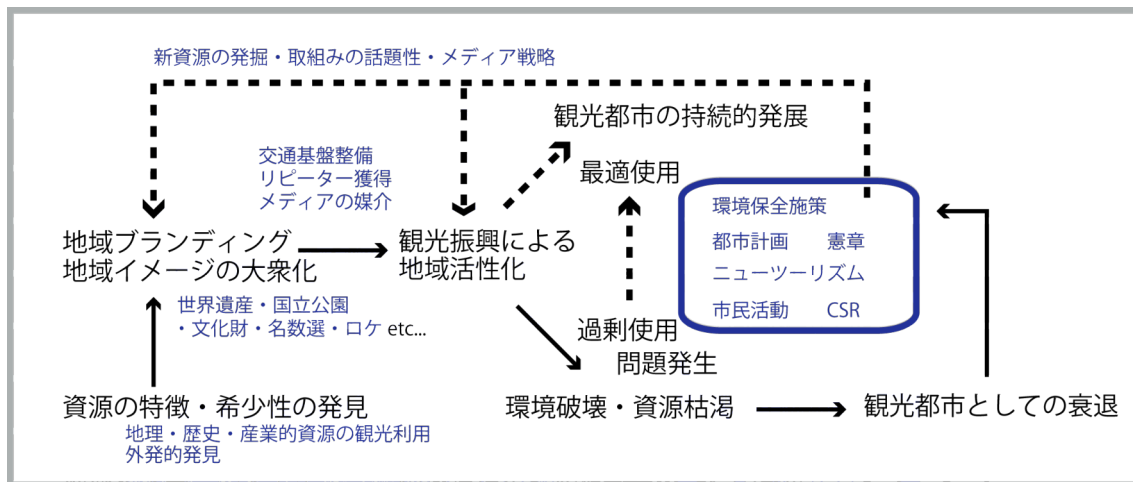 新資源の発掘・取組みの話題性・メディア戦略
観光都市の持続的発展
交通基盤整備
リピーター獲得
メディアの媒介
最適使用
環境保全施策
都市計画 憲章
ニューツーリズム
市民活動 CSR
地域ブランディング
地域イメージの大衆化
観光振興による
地域活性化
世界遺産・国立公園
・文化財・名数選・ロケ etc...
過剰使用
問題発生
資源の特徴・希少性の発見
地理・歴史・産業的資源の観光利用
外発的発見
環境破壊・資源枯渇
観光都市としての衰退